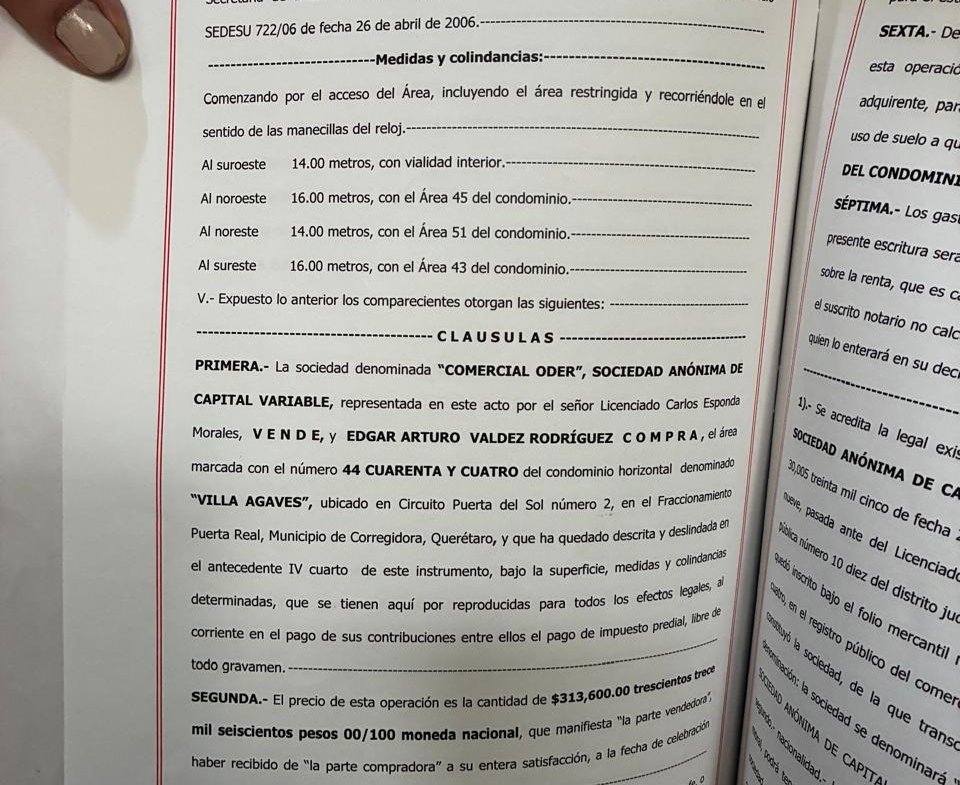 SEDESU 722/06 de fecha 26 de abril de 2006.-
-Medidas y colindancias:-
Comenzando por el acceso del Área, incluyendo el área restringida y recorriéndole en el
sentido de las manecillas del reloj.-
Al suroeste 14.00 metros, con vialidad interior.-
Al noroeste 16.00 metros, con el Área 45 del condominio.-
Al noreste 14.00 metros, con el Área 51 del condominio.-
Al sureste 16.00 metros, con el Área 43 del condominio.-
V.- Expuesto lo anterior los comparecientes otorgan las siguientes: -
- C L A U S U L A S -
PRIMERA.- La sociedad denominada “COMERCIAL ODER”, SOCIEDAD ANÓNIMA DE
CAPITAL VARIABLE, representada en este acto por el señor Licenciado Carlos Esponda
Morales, V E N D E, y EDGAR ARTURO VALDEZ RODRÍGUEZ C O M P R A, el área
marcada con el número 44 CUARENTA Y CUATRO del condominio horizontal denominado
“VILLA AGAVES”, ubicado en Circuito Puerta del Sol número 2, en el Fraccionamiento
Puerta Real, Municipio de Corregidora, Querétaro, y que ha quedado descrita y deslindada en
el antecedente IV cuarto de este instrumento, bajo la superficie, medidas y colindancias
determinadas, que se tienen aquí por reproducidas para todos los efectos legales, al
corriente en el pago de sus contribuciones entre ellos el pago de impuesto predial, libre de
todo gravamen.-
SEGUNDA.- El precio de esta operación es la cantidad de $313,600.00 trescientos trece
mil seiscientos pesos 00/100 moneda nacional, que manifiesta “la parte vendedora”,
haber recibido de “la parte compradora” a su entera satisfacción, a la fecha de celebración
SEXTA.- De
esta operació
adquirente, par
uso de suelo a qu
DEL CONDOMINI
SÉPTIMA.- Los gast
presente escritura sera
sobre la renta, que es ca
el suscrito notario no calc
quien lo enterará en su decl
1).- Se acredita la legal exis
SOCIEDAD ANÓNIMA DE CA
30,005 treinta mil cinco de fecha 2
nueve, pasada ante del Licenciado
pública número 10 diez del distrito jud
quedó inscrito bajo el folio mercantil n
cuatro, en el registro público del comerc
constituyó la sociedad, de la que transc
denominación: la sociedad se denominará “
SOCIEDAD ANÓNIMA DE CAPITAL
segundo.- nacionalidad.-